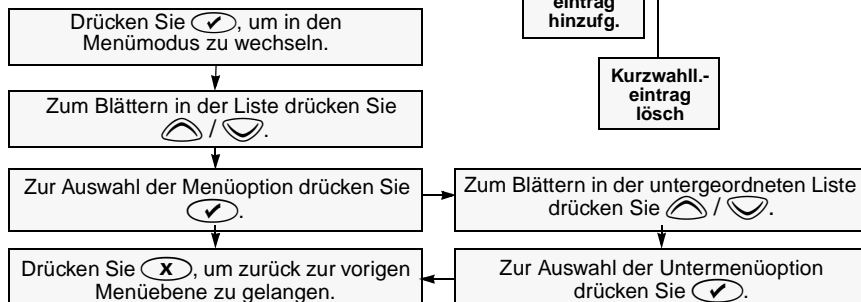 eintrag
hinzufg.
Kurzwahll.-
eintrag
lösch
Drücken Sie ✔, um in den
Menümodus zu wechseln.
Zum Blättern in der Liste drücken Sie
/ .
Zur Auswahl der Menüoption drücken Sie
✔.
Zum Blättern in der untergeordneten Liste
drücken Sie / .
Zur Auswahl der Untermenüoption
drücken Sie ✔.
Drücken Sie X, um zurück zur vorigen
Menüebene zu gelangen.